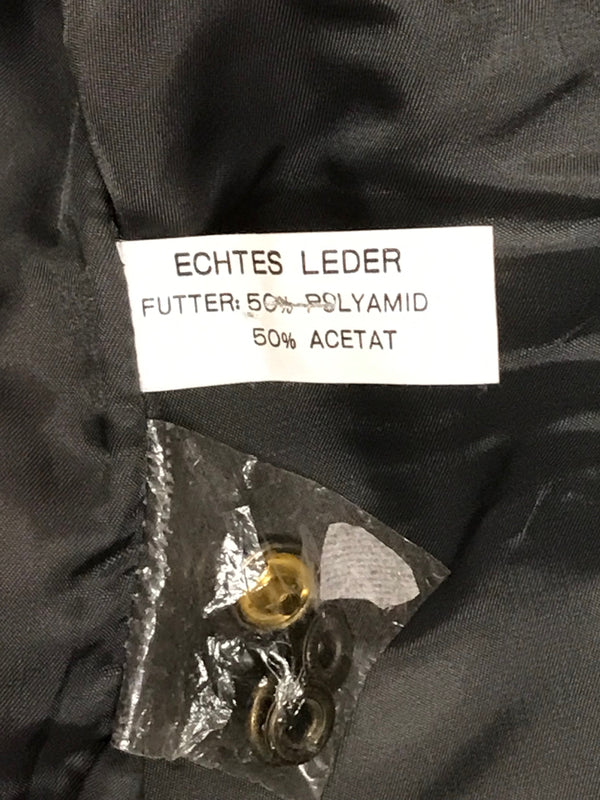 ECHTES LEDER
FUTTER: 50% POLYAMID
50% ACETAT